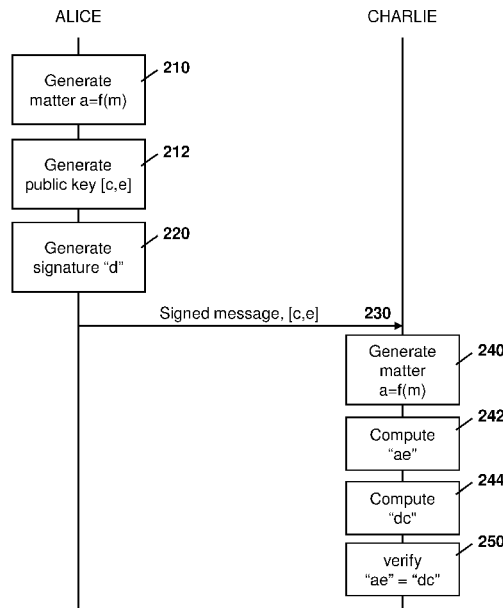 ALICE
CHARLIE
210
Generate
matter a=f(m)
212
Generate
public key [c,e]
220
Generate
signature “d”
Signed message, [c,e]
230
240
Generate
matter
a=f(m)
242
Compute
“ae”
244
Compute
“dc”
250
verify
“ae” = “dc”